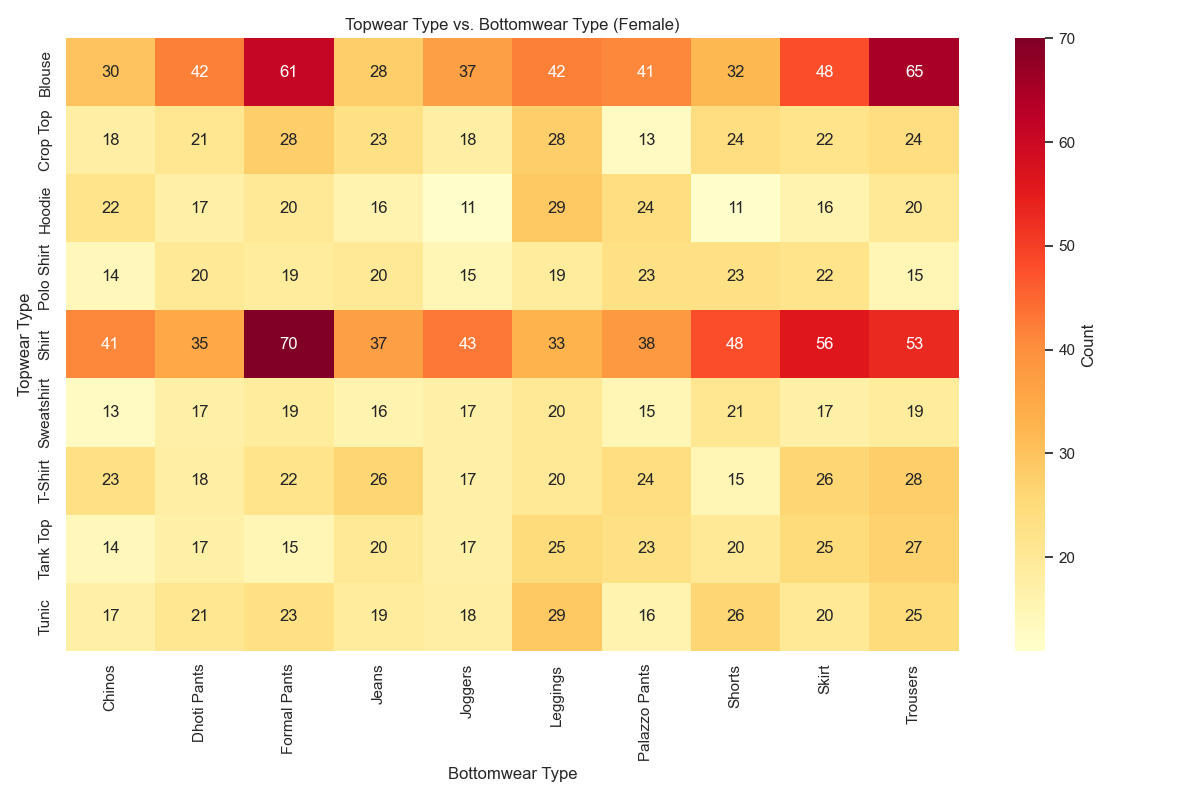 Topwear Type vs. Bottomwear Type (Female)
Topwear Type
Blouse 30 42 61 28 37 42 41 32 48 65
Crop Top 18 21 28 23 18 28 13 24 22 24
Hoodie 22 17 20 16 11 29 24 11 16 20
Polo Shirt 14 20 19 20 15 19 23 23 22 15
Shirt 41 35 70 37 43 33 38 48 56 53
Sweatshirt 13 17 19 16 17 20 15 21 17 19
T-Shirt 23 18 22 26 17 20 24 15 26 28
Tank Top 14 17 15 20 17 25 23 20 25 27
Tunic 17 21 23 19 18 29 16 26 20 25
Chinos Dhoti Pants Formal Pants Jeans Joggers Leggings Palazzo Pants Shorts Skirt Trousers
Bottomwear Type
70
60
50
40
30
20
Count